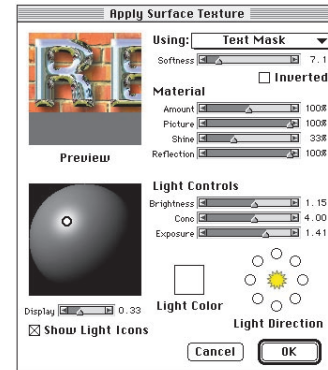 Apply Surface Texture
Using: Text Mask
Softness 7.1
Inverted
Material
Amount 100%
Picture 100%
Shine 33%
Reflection 100%
Preview
RE
Light Controls
Brightness 1.15
Conc 4.00
Exposure 1.41
Display 0.33
Show Light Icons
Light Color
Light Direction
Cancel OK